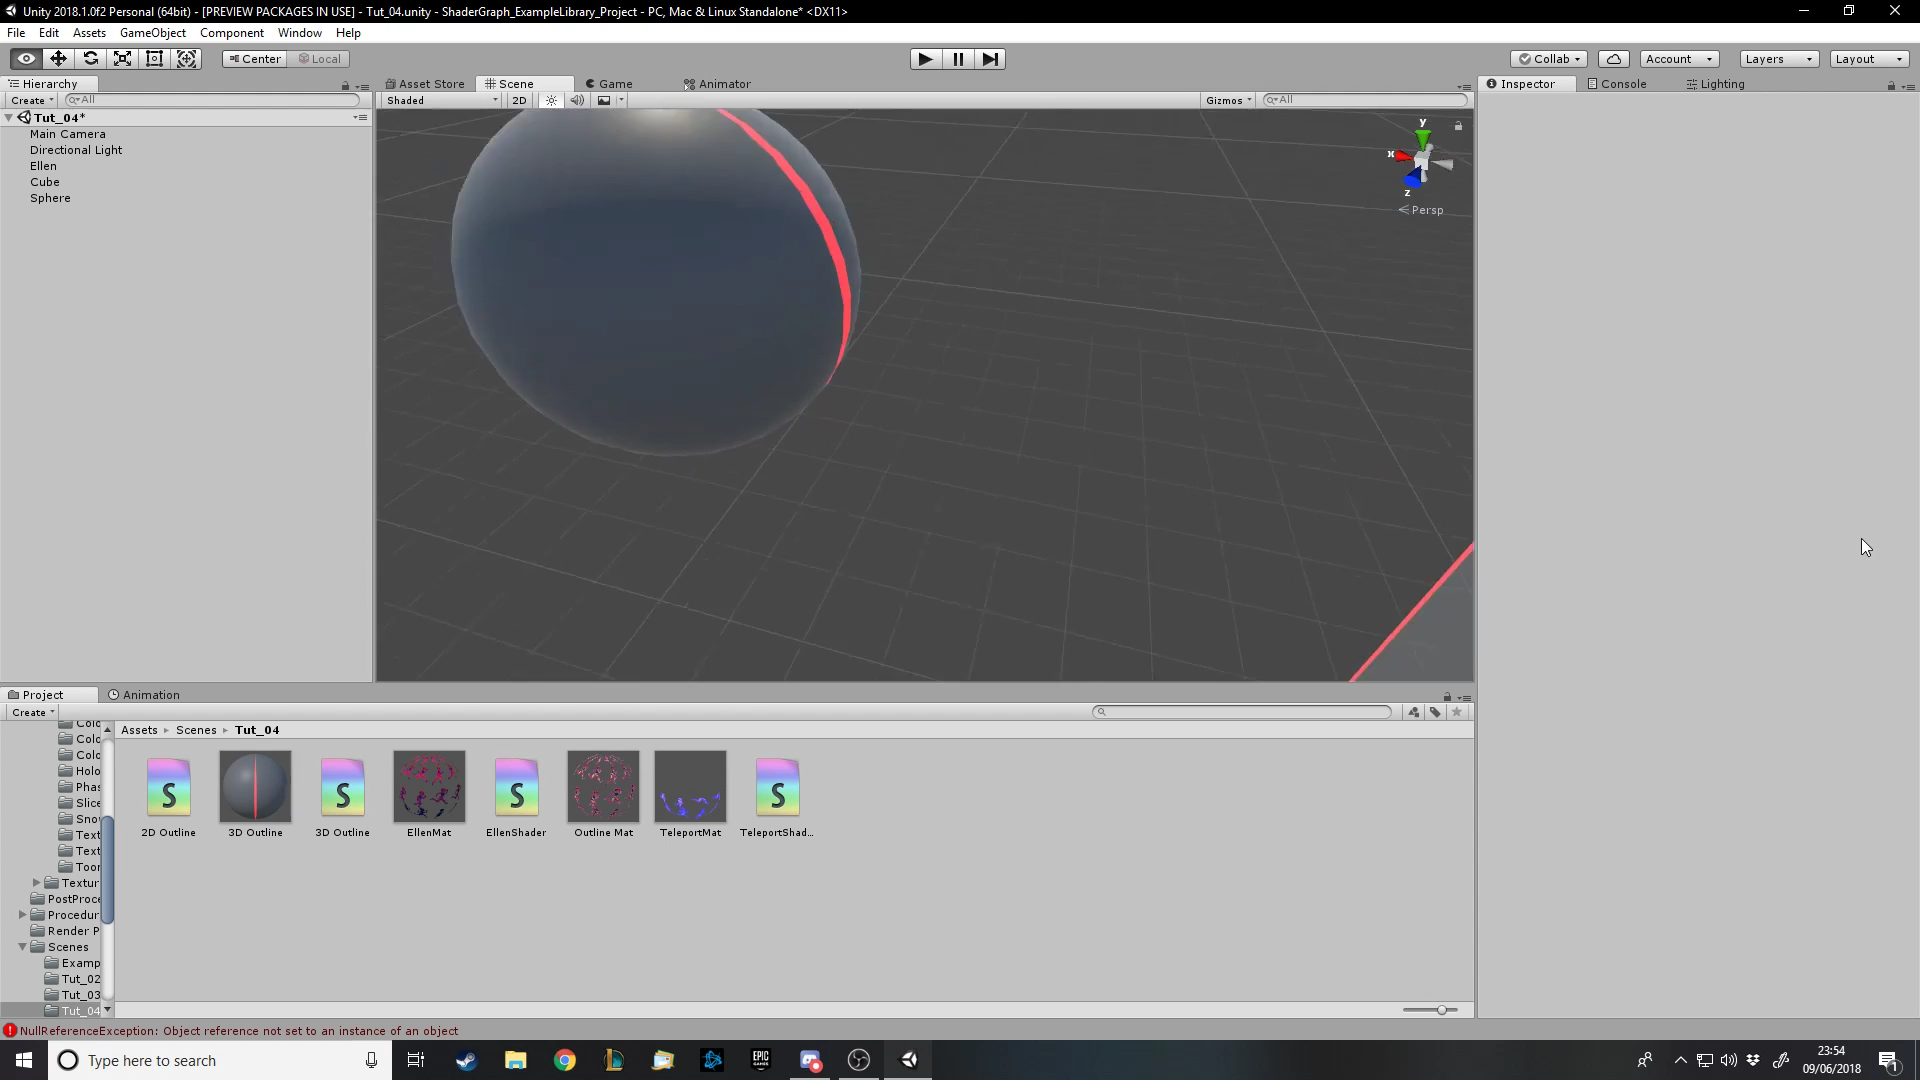 Unity 2018.1.0f2 Personal (64bit) - [PREVIEW PACKAGES IN USE] - Tut_04.unity - ShaderGraph_ExampleLibrary_Project - PC, Mac & Linux Standalone* <DX11>
File Edit Assets GameObject Component Window Help
Center Local Collab Account Layers Layout
Hierarchy Asset Store Scene Game Animator Inspector Console Lighting
Create All Shaded 2D Gizmos All
Tut_04*
Main Camera
Directional Light
Ellen
Cube
Sphere
y
x
z
Persp
Project Animation
Create
Assets Scenes Tut_04
Colo
Colo
Colo
Holo
Phas
Slice
Snow
Text
Text
Toon
Textur
PostProce
Procedur
Render P
Scenes
Examp
Tut_02
Tut_03
Tut_04
S S S S
2D Outline 3D Outline 3D Outline EllenMat EllenShader Outline Mat TeleportMat TeleportShad...
NullReferenceException: Object reference not set to an instance of an object
Type here to search
EPIC
GAMES
23:54
09/06/2018
1